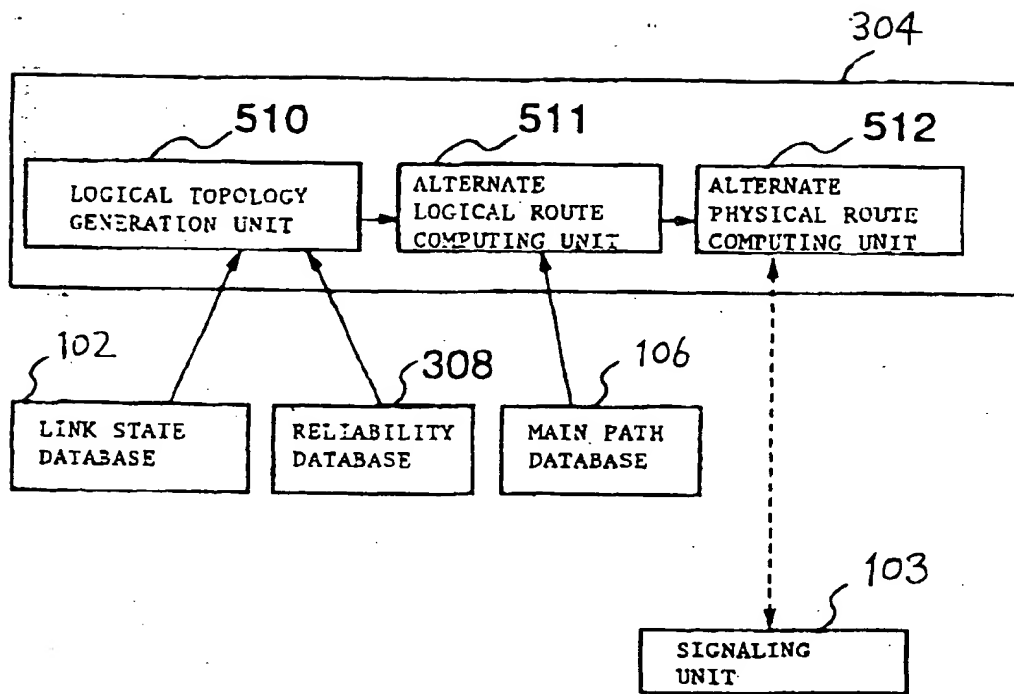 304
510
511
512
LOGICAL TOPOLOGY
GENERATION UNIT
ALTERNATE
LOGICAL ROUTE
COMPUTING UNIT
ALTERNATE
PHYSICAL ROUTE
COMPUTING UNIT
102
308
106
LINK STATE
DATABASE
RELIABILITY
DATABASE
MAIN PATH
DATABASE
103
SIGNALING
UNIT